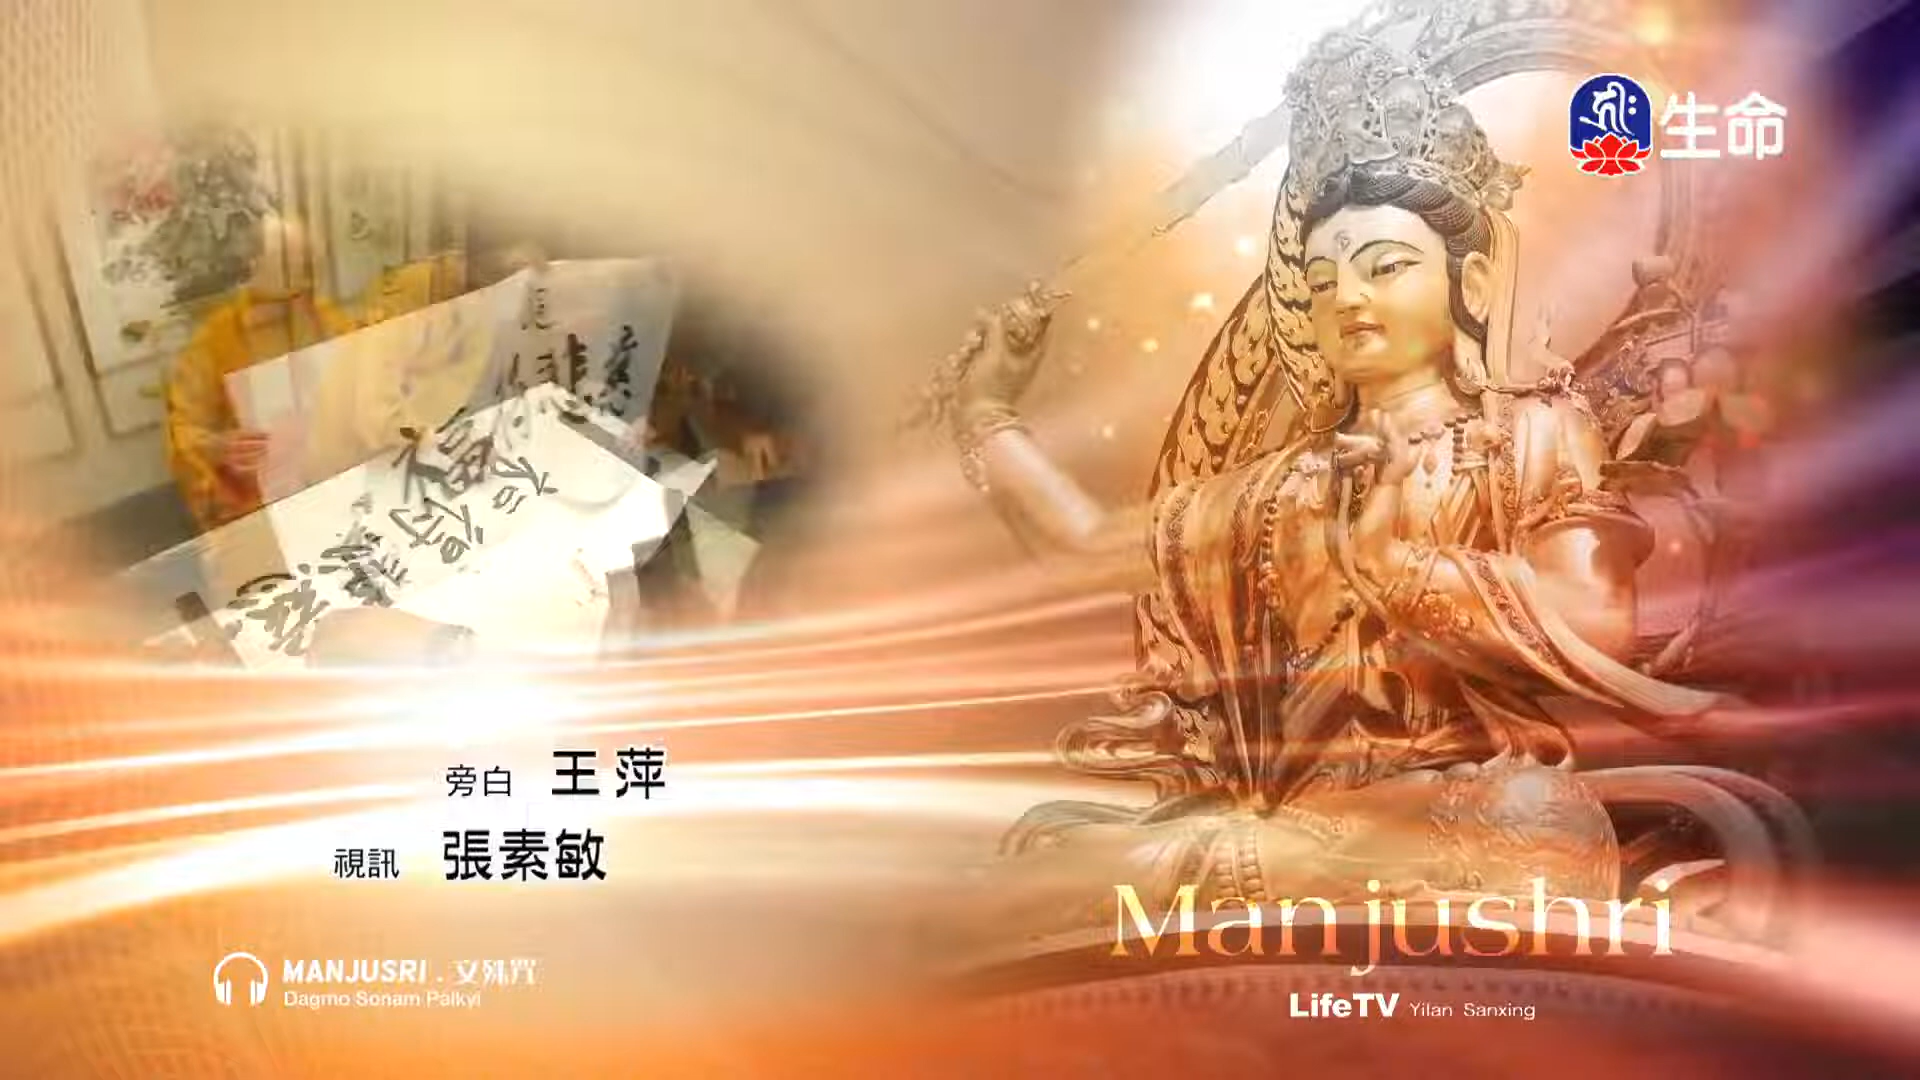 生命
旁白 王萍
視訊 張素敏
MANJUSRI . 文殊咒
Dagmo Sonam Palkyi
Manjushri
LifeTV Yilan Sanxing